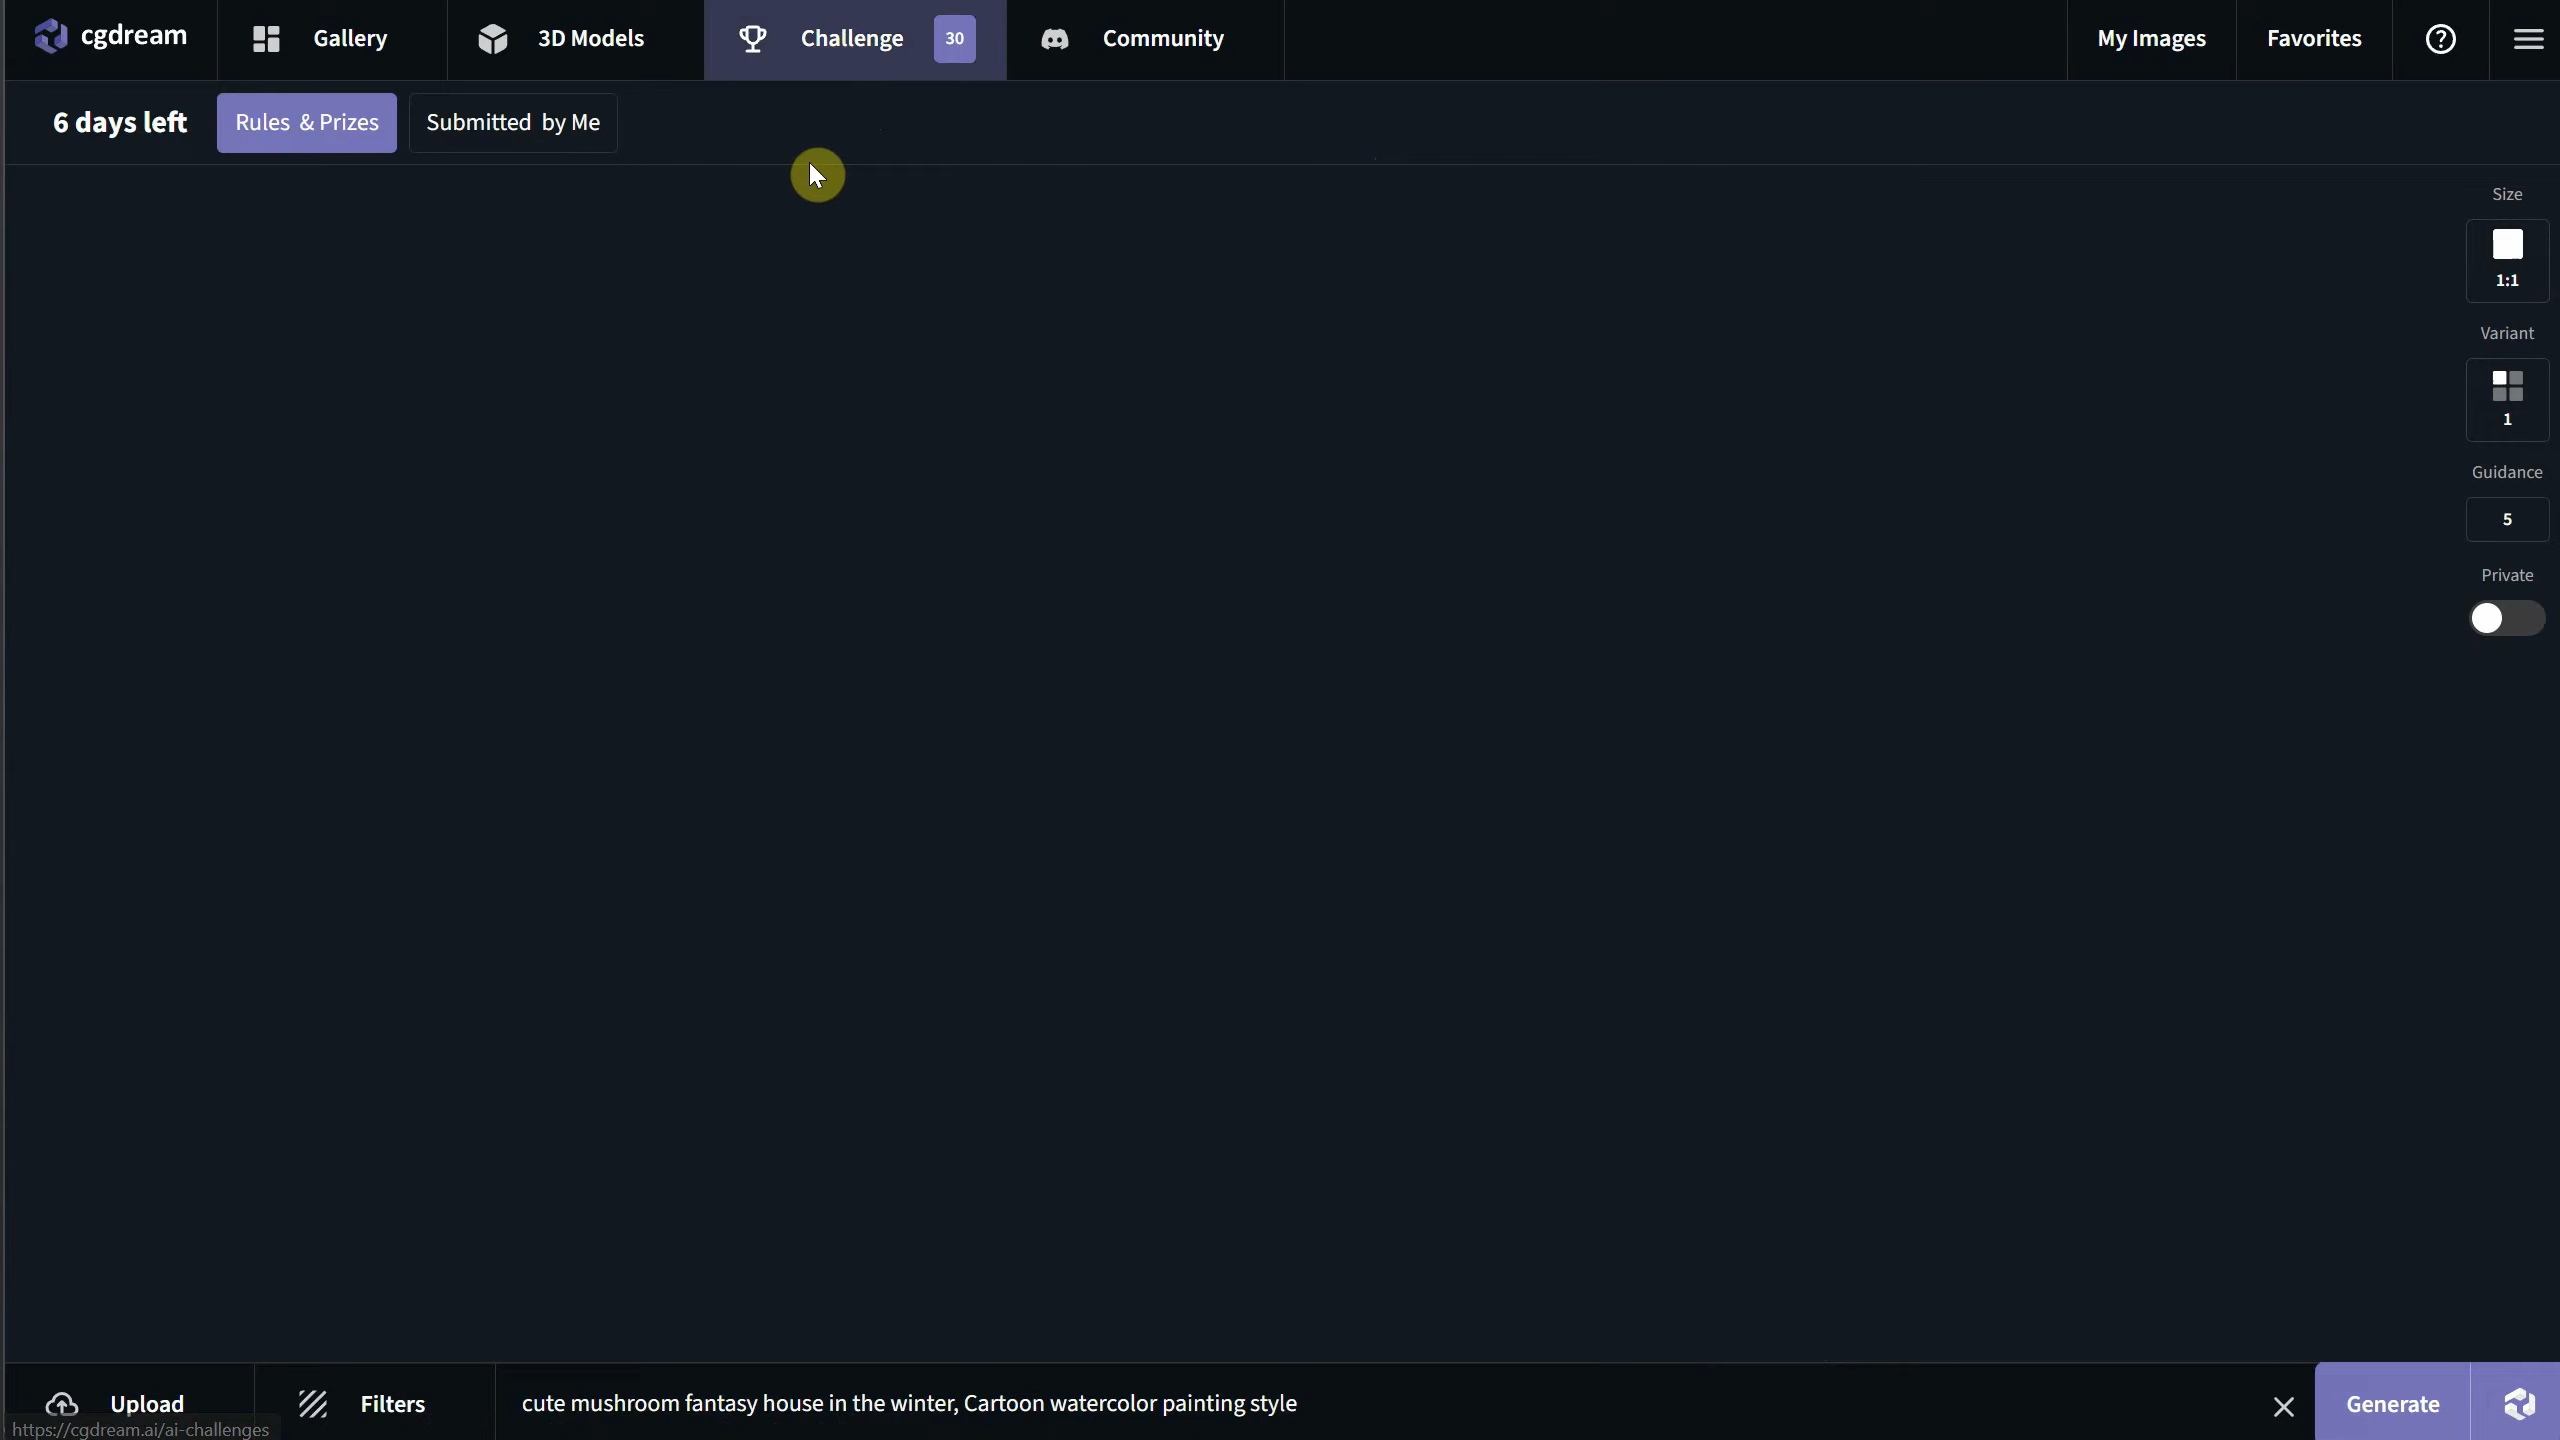 cgdream
Gallery
3D Models
Challenge
30
Community
My Images
Favorites
6 days left
Rules & Prizes
Submitted by Me
Size
1:1
Variant
1
Guidance
5
Private
Upload
Filters
cute mushroom fantasy house in the winter, Cartoon watercolor painting style
Generate
https://cgdream.ai/ai-challenges